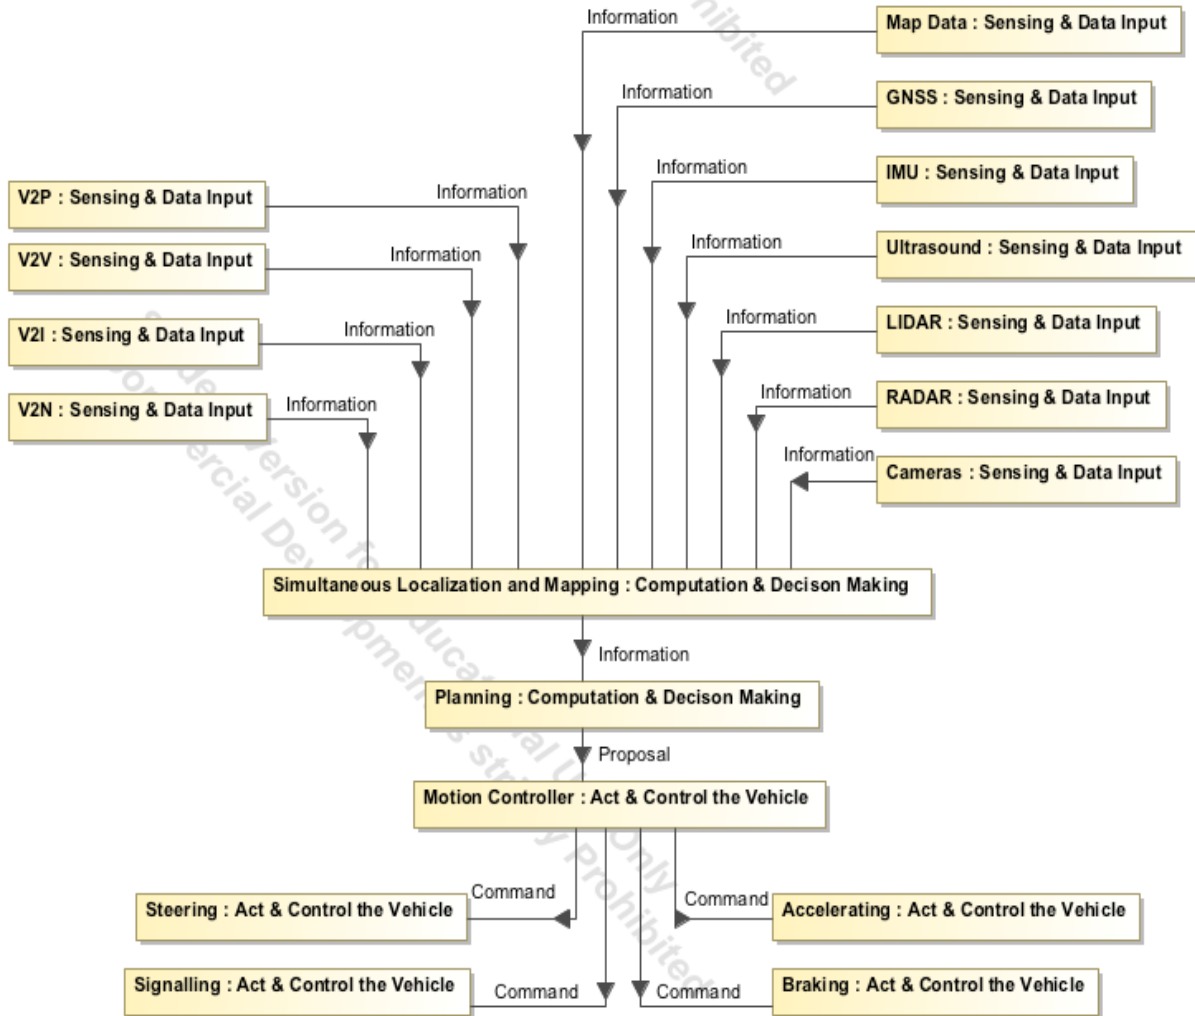 Information
Map Data : Sensing & Data Input
Information
GNSS : Sensing & Data Input
Information
IMU : Sensing & Data Input
V2P : Sensing & Data Input
Information
Information
Ultrasound : Sensing & Data Input
V2V : Sensing & Data Input
Information
Information
LIDAR : Sensing & Data Input
V2I : Sensing & Data Input
Information
Information
RADAR : Sensing & Data Input
V2N : Sensing & Data Input
Information
Information
Cameras : Sensing & Data Input
Simultaneous Localization and Mapping : Computation & Decison Making
Information
Planning : Computation & Decison Making
Proposal
Motion Controller : Act & Control the Vehicle
Command
Steering : Act & Control the Vehicle
Command
Accelerating : Act & Control the Vehicle
Signalling : Act & Control the Vehicle
Command
Command
Braking : Act & Control the Vehicle
Only
Prohibited